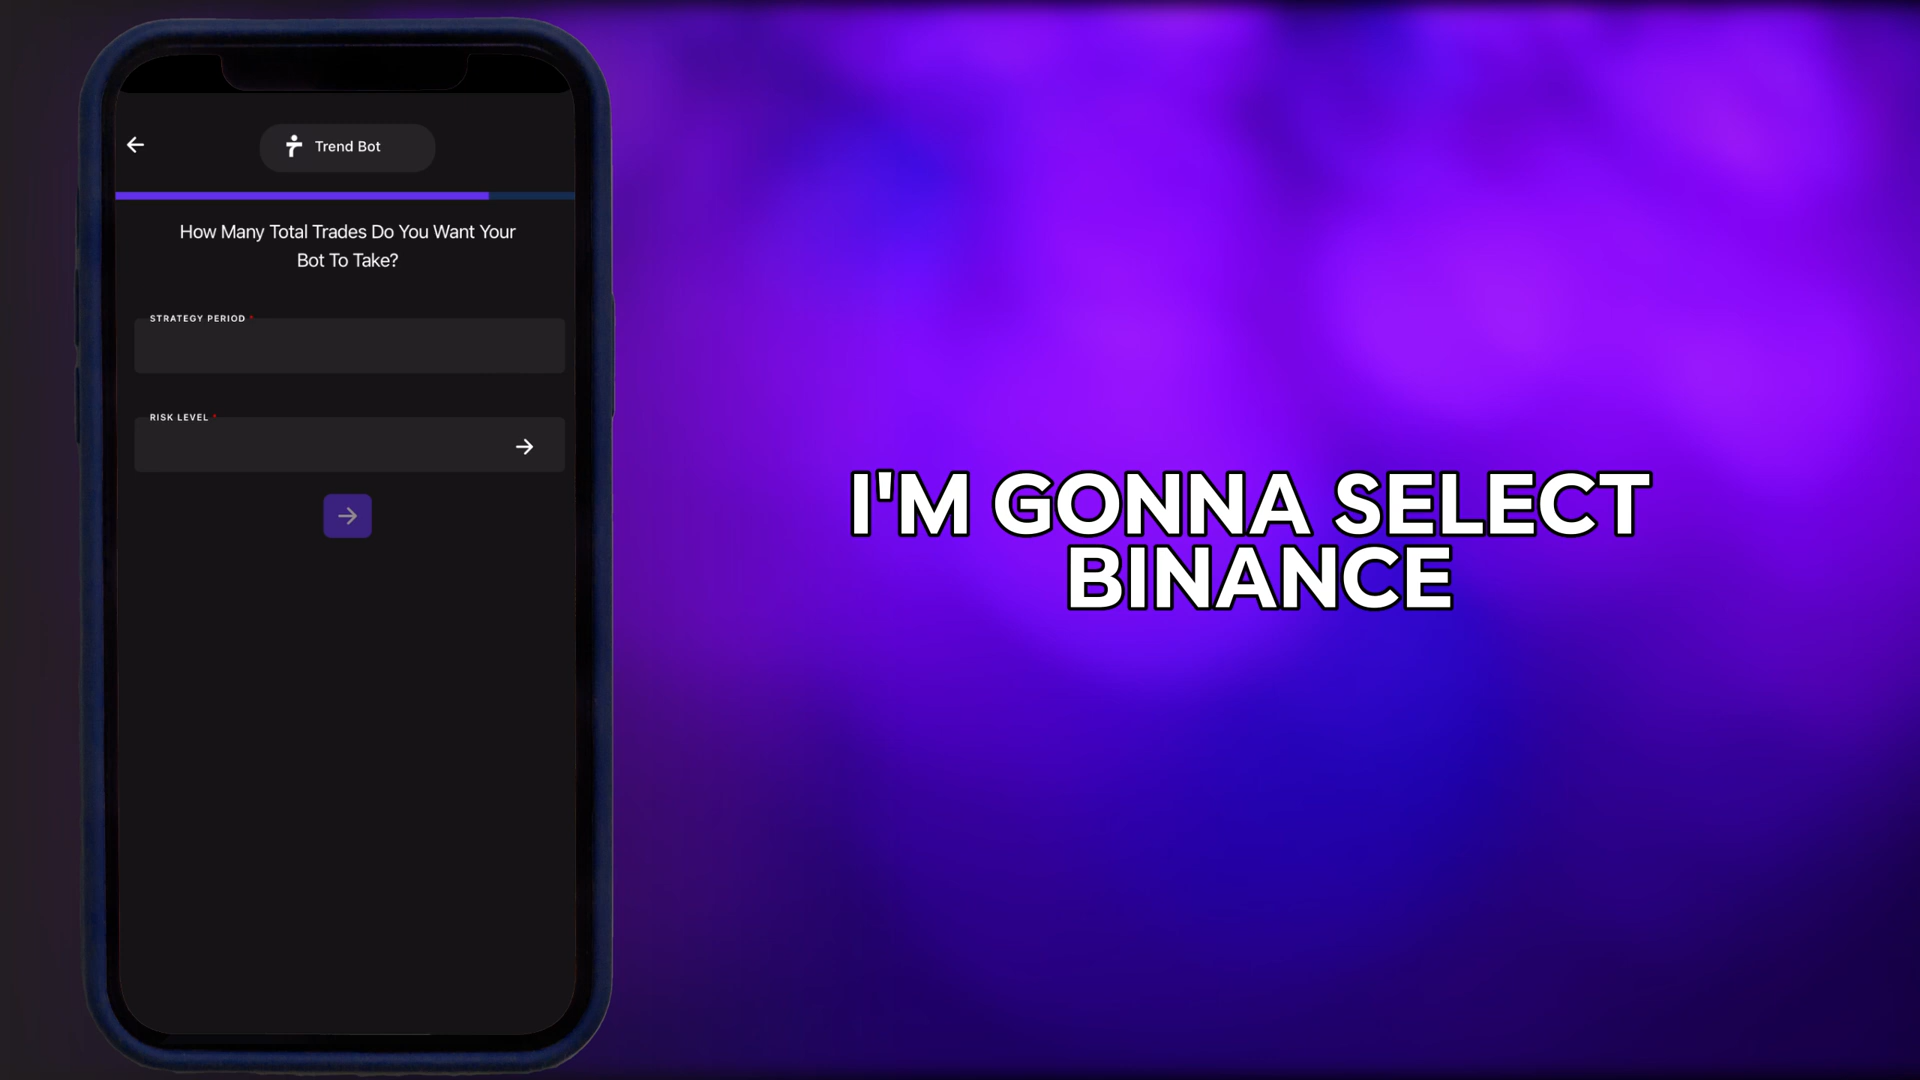 Trend Bot
How Many Total Trades Do You Want Your
Bot To Take?
STRATEGY PERIOD *
RISK LEVEL *
I'M GONNA SELECT
BINANCE